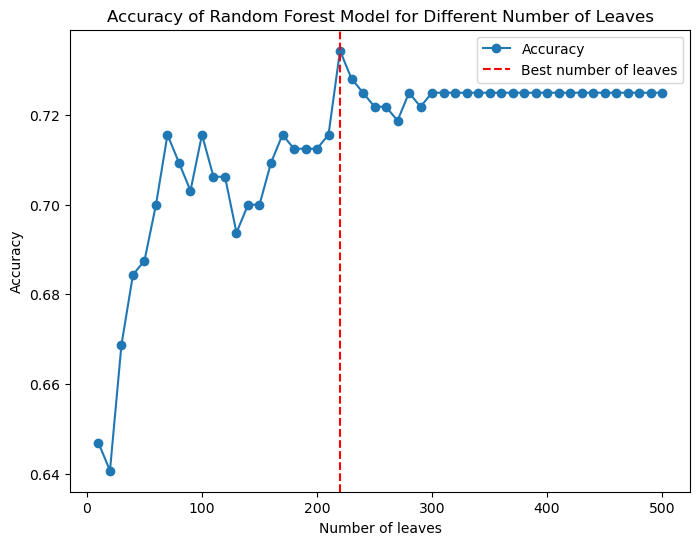 Accuracy of Random Forest Model for Different Number of Leaves
Accuracy
Best number of leaves
0.72
0.70
0.68
0.66
0.64
Accuracy
0
100
200
300
400
500
Number of leaves